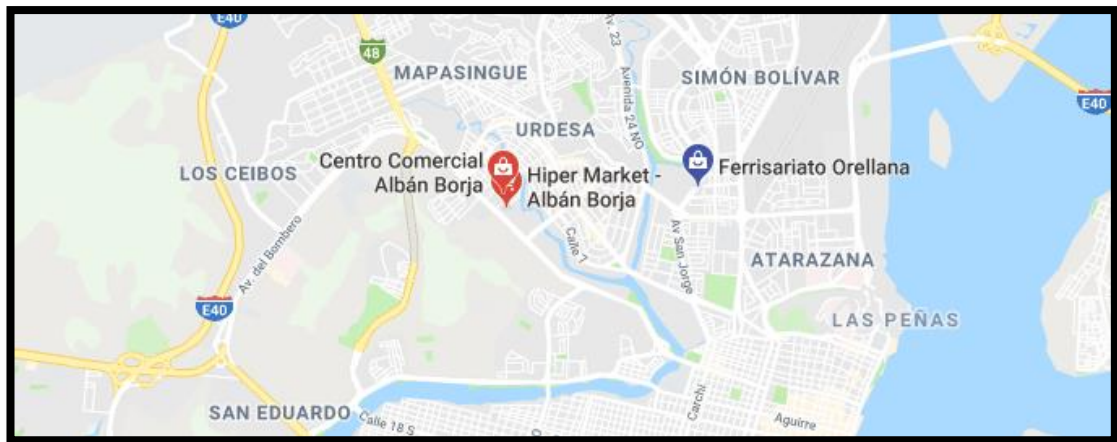 E40
Av. 23
48
MAPASINGUE
Avenida 24 NO
SIMÓN BOLÍVAR
E40
URDESA
Centro Comercial
Albán Borja
Hiper Market -
Albán Borja
Ferrisariato Orellana
LOS CEIBOS
Av. del Bombero
Calle 7
Av San Jorge
ATARAZANA
E40
LAS PEÑAS
SAN EDUARDO
Calle 18 S
Carchi
Aguirre